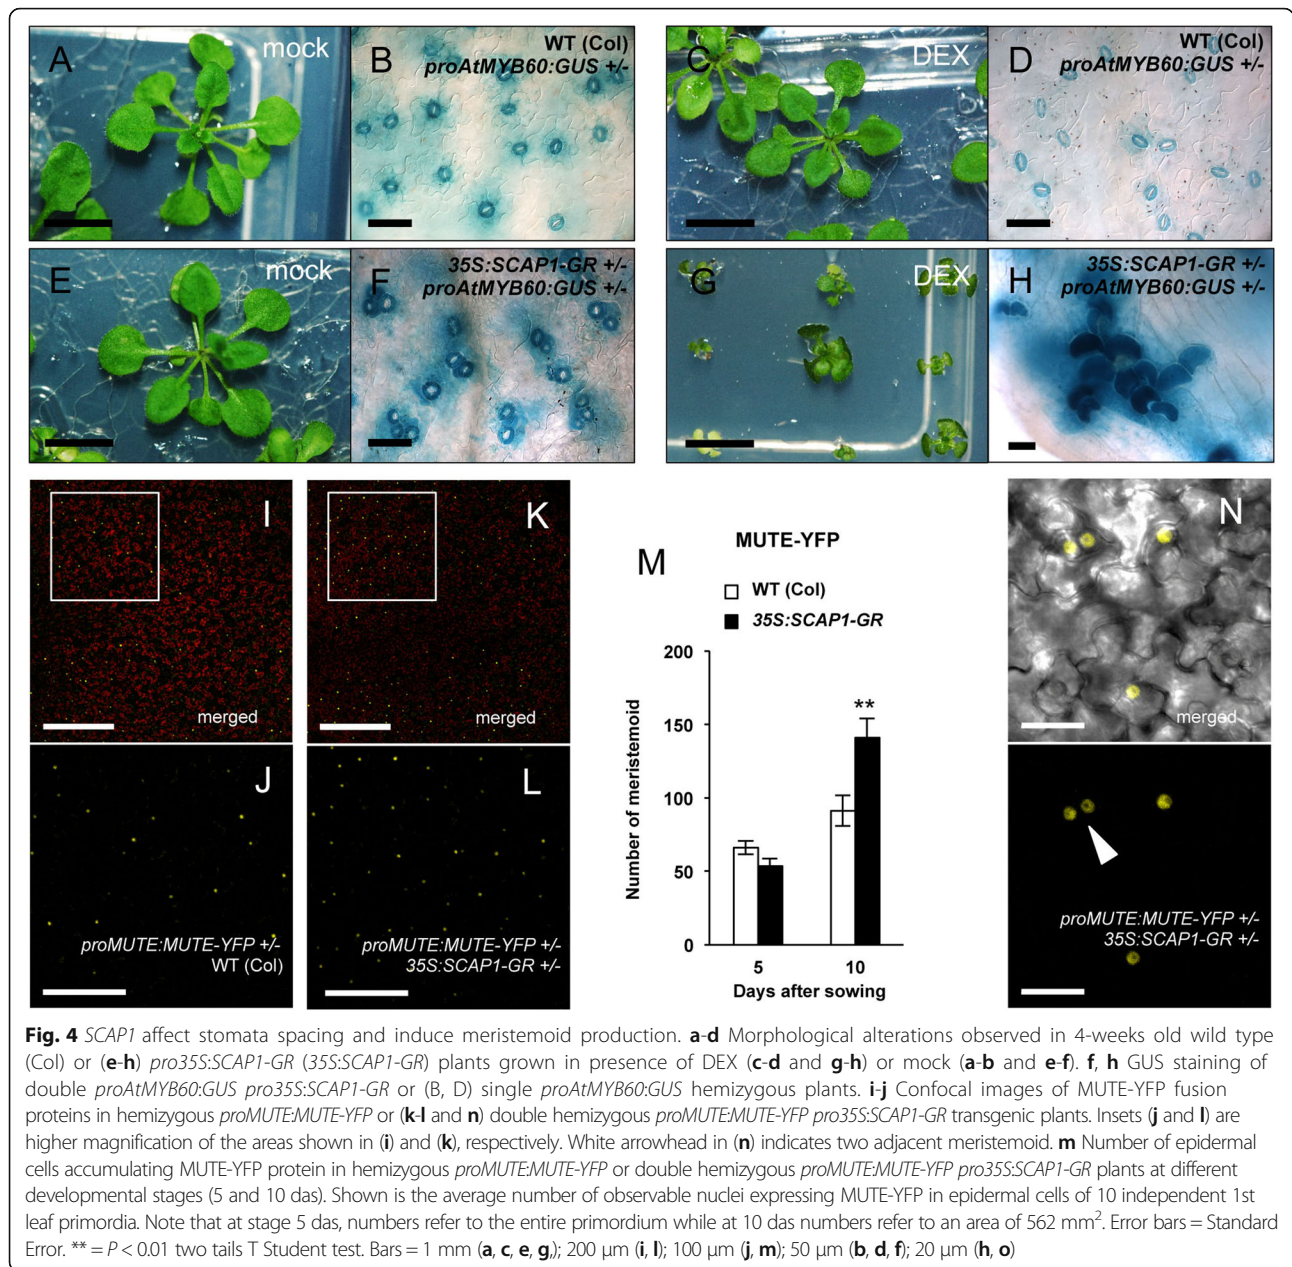 A
mock
B
WT (Col)
proAtMYB60:GUS +/-
C
DEX
D
WT (Col)
proAtMYB60:GUS +/-
E
mock
F
35S:SCAP1-GR +/-
proAtMYB60:GUS +/-
G
DEX
H
35S:SCAP1-GR +/-
proAtMYB60:GUS +/-
I
merged
K
merged
J
proMUTE:MUTE-YFP +/-
WT (Col)
L
proMUTE:MUTE-YFP +/-
35S:SCAP1-GR +/-
M
MUTE-YFP
WT (Col)
35S:SCAP1-GR
200
150
100
50
0
**
Number of meristemoid
5
10
Days after sowing
N
merged
proMUTE:MUTE-YFP +/-
35S:SCAP1-GR +/-
Fig. 4 SCAP1 affect stomata spacing and induce meristemoid production. a-d Morphological alterations observed in 4-weeks old wild type
(Col) or (e-h) pro35S:SCAP1-GR (35S:SCAP1-GR) plants grown in presence of DEX (c-d and g-h) or mock (a-b and e-f). f, h GUS staining of
double proAtMYB60:GUS pro35S:SCAP1-GR or (B, D) single proAtMYB60:GUS hemizygous plants. i-j Confocal images of MUTE-YFP fusion
proteins in hemizygous proMUTE:MUTE-YFP or (k-l and n) double hemizygous proMUTE:MUTE-YFP pro35S:SCAP1-GR transgenic plants. Insets (j and l) are
higher magnification of the areas shown in (i) and (k), respectively. White arrowhead in (n) indicates two adjacent meristemoid. m Number of epidermal
cells accumulating MUTE-YFP protein in hemizygous proMUTE:MUTE-YFP or double hemizygous proMUTE:MUTE-YFP pro35S:SCAP1-GR plants at different
developmental stages (5 and 10 das). Shown is the average number of observable nuclei expressing MUTE-YFP in epidermal cells of 10 independent 1st
leaf primordia. Note that at stage 5 das, numbers refer to the entire primordium while at 10 das numbers refer to an area of 562 mm². Error bars = Standard
Error. ** = P < 0.01 two tails T Student test. Bars = 1 mm (a, c, e, g,); 200 μm (i, l); 100 μm (j, m); 50 μm (b, d, f); 20 μm (h, o)